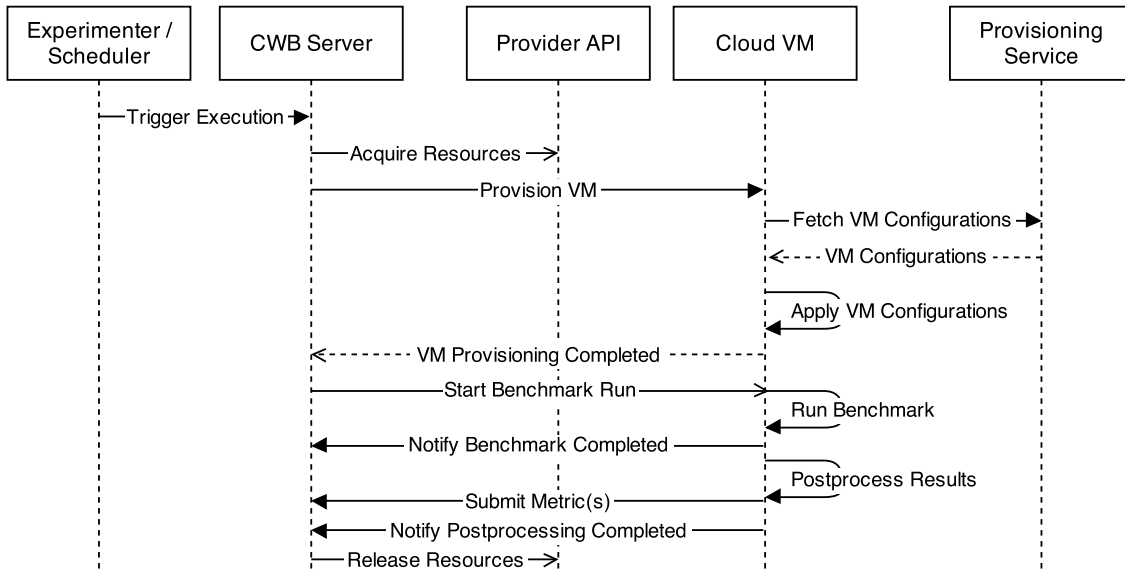 Experimenter /
Scheduler
CWB Server
Provider API
Cloud VM
Provisioning
Service
Trigger Execution
Acquire Resources
Provision VM
Fetch VM Configurations
VM Configurations
Apply VM Configurations
VM Provisioning Completed
Start Benchmark Run
Run Benchmark
Notify Benchmark Completed
Postprocess Results
Submit Metric(s)
Notify Postprocessing Completed
Release Resources